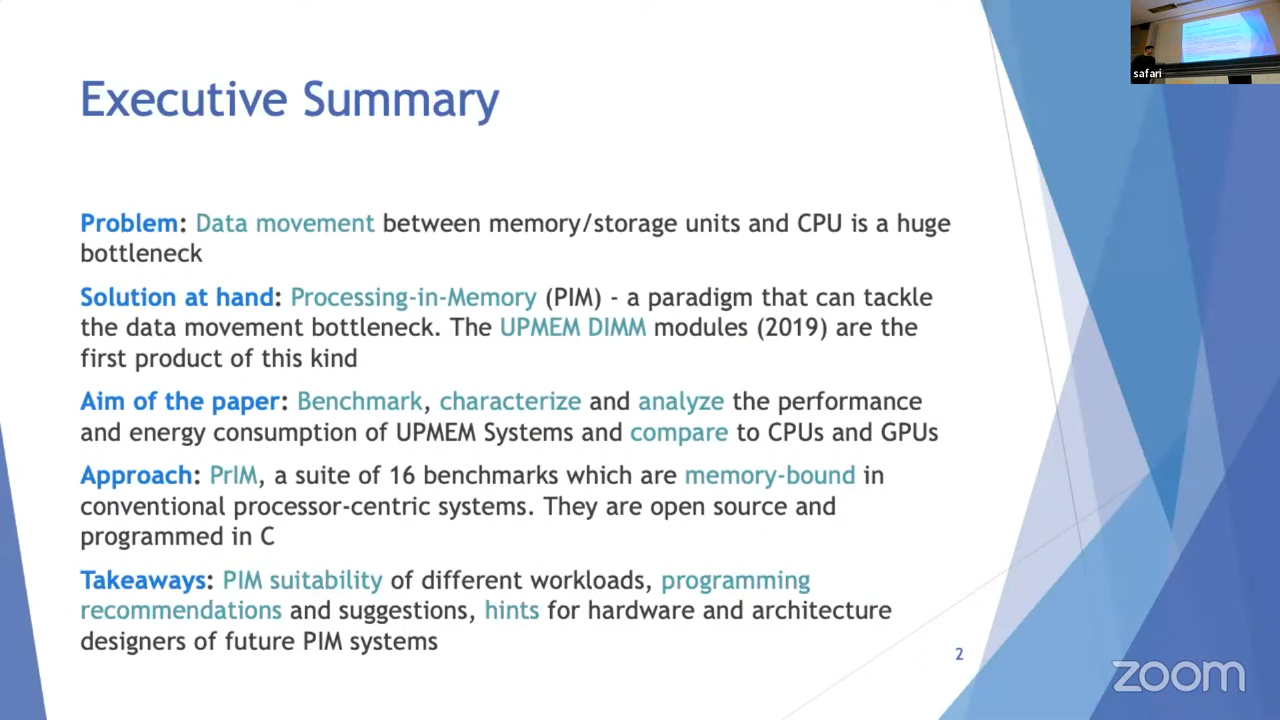 safari
Executive Summary
Problem: Data movement between memory/storage units and CPU is a huge
bottleneck
Solution at hand: Processing-in-Memory (PIM) - a paradigm that can tackle
the data movement bottleneck. The UPMEM DIMM modules (2019) are the
first product of this kind
Aim of the paper: Benchmark, characterize and analyze the performance
and energy consumption of UPMEM Systems and compare to CPUs and GPUs
Approach: PrIM, a suite of 16 benchmarks which are memory-bound in
conventional processor-centric systems. They are open source and
programmed in C
Takeaways: PIM suitability of different workloads, programming
recommendations and suggestions, hints for hardware and architecture
designers of future PIM systems
2
zoom